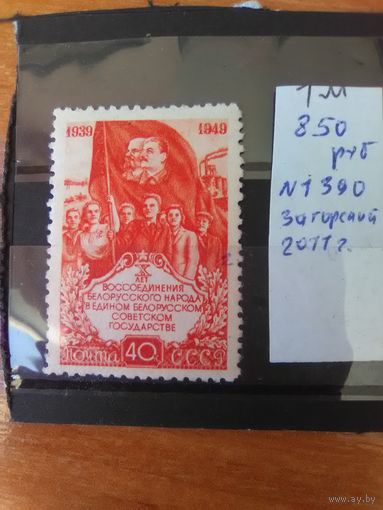 1939 1949
X
ЛЕТ
ВОССОЕДИНЕНИЯ
БЕЛОРУССКОГО НАРОДА
В ЕДИНОМ БЕЛОРУССКОМ
СОВЕТСКОМ
ГОСУДАРСТВЕ
ПОЧТА 40 СССР
1м
850
руб
N1390
Загорский
2011г.
ay.by